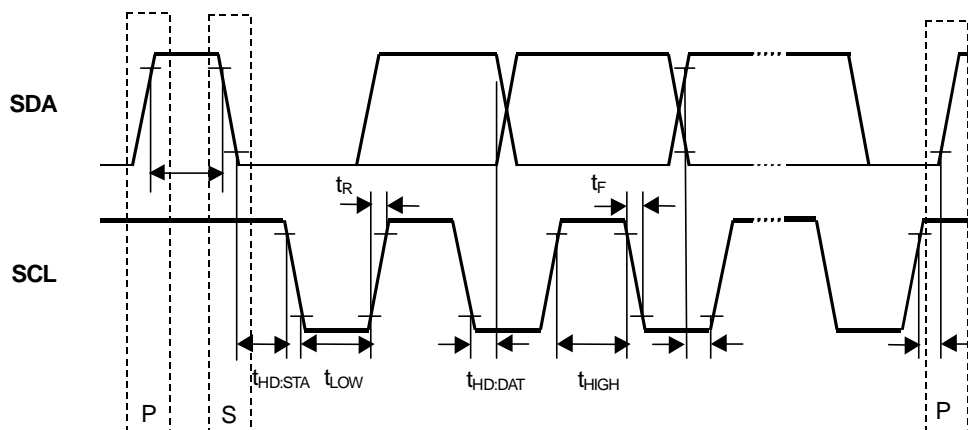 SDA
tR
tF
SCL
tHD:STA
tLOW
tHD:DAT
tHIGH
P
S
P